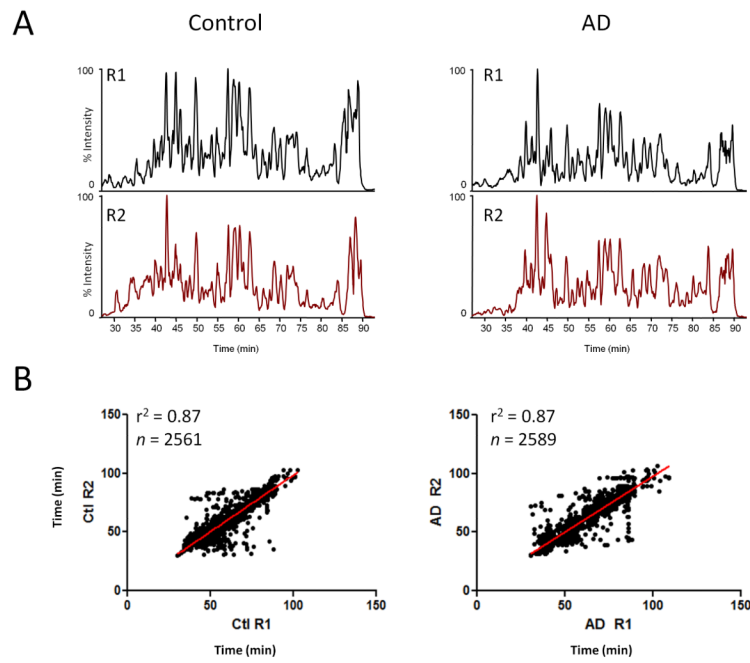 A
Control
AD
100
R1
% Intensity
0
100
R2
% Intensity
0
30 35 40 45 50 55 60 65 70 75 80 85 90
Time (min)
100
R1
0
100
R2
0
30 35 40 45 50 55 60 65 70 75 80 85 90
Time (min)
B
r² = 0.87
n = 2561
150
100
50
0
Time (min)
Ctl R2
0 50 100 150
Ctl R1
Time (min)
r² = 0.87
n = 2589
150
100
50
0
AD R2
0 50 100 150
AD R1
Time (min)